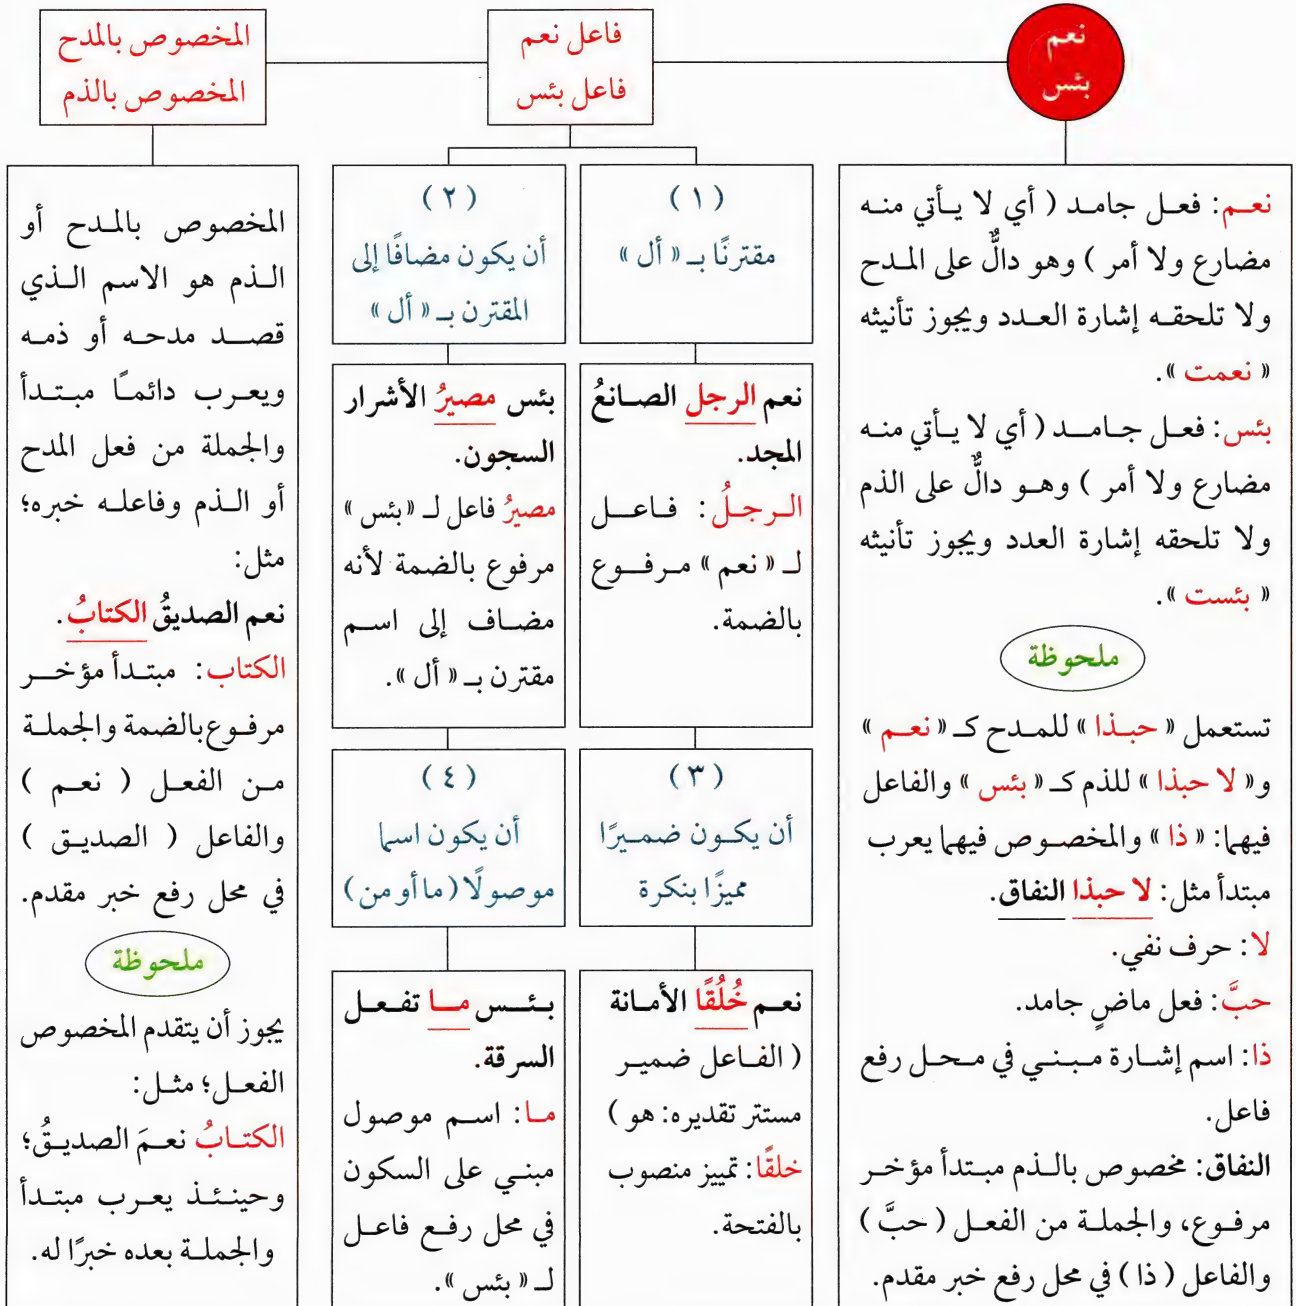 نعم
بئس
فاعل نعم
فاعل بئس
المخصوص بالمدح
المخصوص بالذم
نعم: فعل جامد ( أي لا يأتي منه
مضارع ولا أمر ) وهو دالٌّ على المدح
ولا تلحقه إشارة العدد ويجوز تأنيثه
« نعمت ».
بئس: فعل جامد ( أي لا يأتي منه
مضارع ولا أمر ) وهو دالٌّ على الذم
ولا تلحقه إشارة العدد ويجوز تأنيثه
« بئست ».
ملحوظة
تستعمل « حبذا » للمدح كـ « نعم »
و« لا حبذا » للذم كـ « بئس » والفاعل
فيهما: « ذا » والمخصوص فيهما يعرب
مبتدأ مثل: لا حبذا النفاق.
لا: حرف نفي.
حبَّ: فعل ماضٍ جامد.
ذا: اسم إشارة مبني في محل رفع
فاعل.
النفاق: مخصوص بالذم مبتدأ مؤخر
مرفوع، والجملة من الفعل ( حبَّ )
والفاعل ( ذا ) في محل رفع خبر مقدم.
( ١ )
مقترنًا بـ « أل »
نعم الرجل الصانعُ
المجد.
الرجلُ: فاعل
لـ « نعم » مرفوع
بالضمة.
( ٢ )
أن يكون مضافًا إلى
المقترن بـ « أل »
بئس مصيرُ الأشرار
السجون.
مصيرُ فاعل لـ « بئس »
مرفوع بالضمة لأنه
مضاف إلى اسم
مقترن بـ « أل ».
( ٣ )
أن يكون ضميرًا
مميزًا بنكرة
نعم خُلُقًا الأمانة
( الفاعل ضمير
مستتر تقديره: هو )
خلقًا: تمييز منصوب
بالفتحة.
( ٤ )
أن يكون اسما
موصولًا ( ما أو من )
بئس ما تفعل
السرقة.
ما: اسم موصول
مبني على السكون
في محل رفع فاعل
لـ « بئس ».
المخصوص بالمدح أو
الذم هو الاسم الذي
قصد مدحه أو ذمه
ويعرب دائمًا مبتدأ
والجملة من فعل المدح
أو الذم وفاعله خبره؛
مثل:
نعم الصديقُ الكتابُ.
الكتاب: مبتدأ مؤخر
مرفوع بالضمة والجملة
من الفعل ( نعم )
والفاعل ( الصديق )
في محل رفع خبر مقدم.
ملحوظة
يجوز أن يتقدم المخصوص
الفعل؛ مثل:
الكتابُ نعمَ الصديقُ؛
وحينئذ يعرب مبتدأ
والجملة بعده خبرًا له.